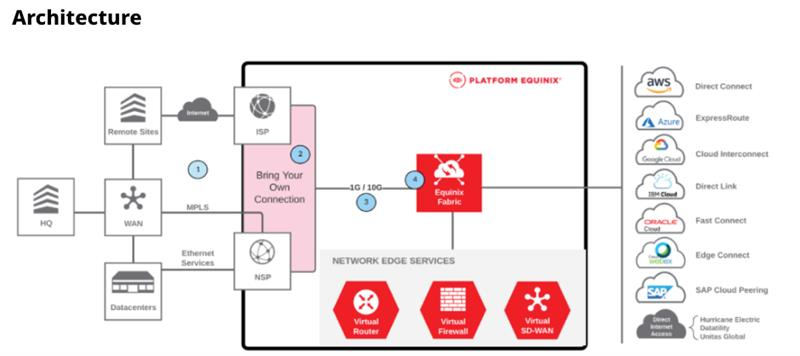 Architecture
PLATFORM EQUINIX
Remote Sites
Internet
ISP
1
2
Bring Your
Own
Connection
1G / 10G
3
4
Equinix
Fabric
HQ
WAN
MPLS
Ethernet
Services
NSP
Datacenters
NETWORK EDGE SERVICES
Virtual
Router
Virtual
Firewall
Virtual
SD-WAN
aws
Direct Connect
Azure
ExpressRoute
Google Cloud
Cloud Interconnect
IBM Cloud
Direct Link
ORACLE
Cloud
Fast Connect
webex
Edge Connect
SAP
SAP Cloud Peering
Direct
Internet
Access
Hurricane Electric
Datatility
Unitas Global